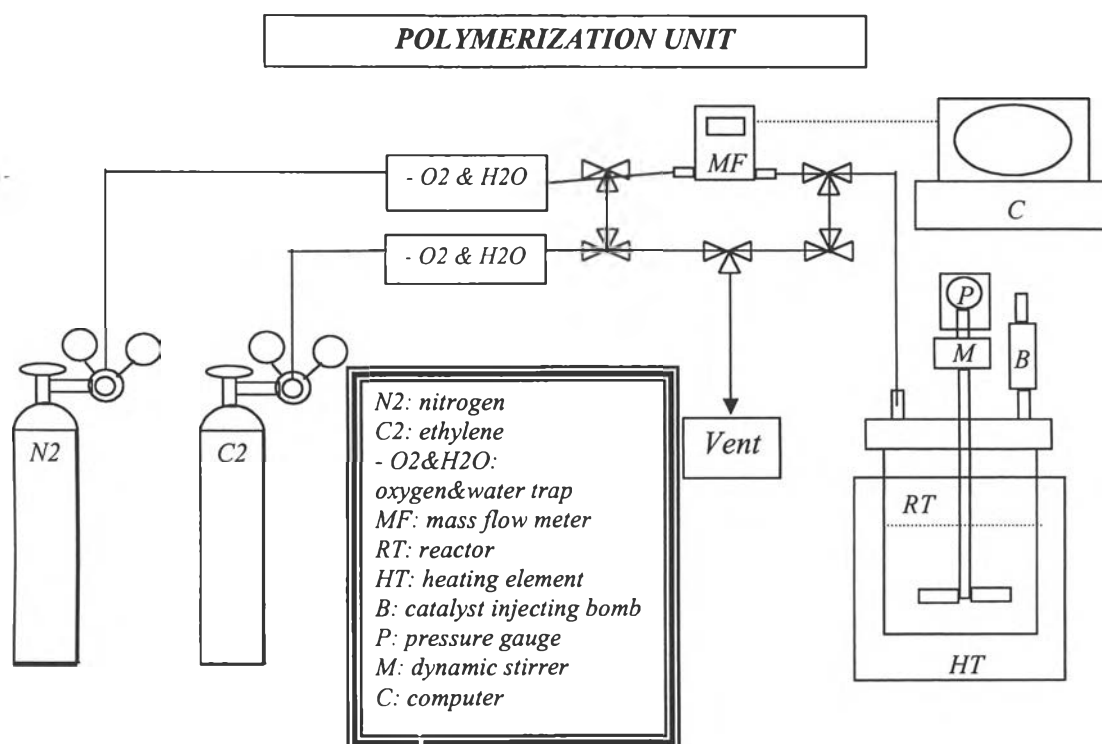 POLYMERIZATION UNIT
MF
- O2 & H2O
C
- O2 & H2O
P
M
B
N2: nitrogen
C2: ethylene
- O2&H2O:
oxygen&water trap
MF: mass flow meter
RT: reactor
HT: heating element
B: catalyst injecting bomb
P: pressure gauge
M: dynamic stirrer
C: computer
N2
C2
Vent
RT
HT